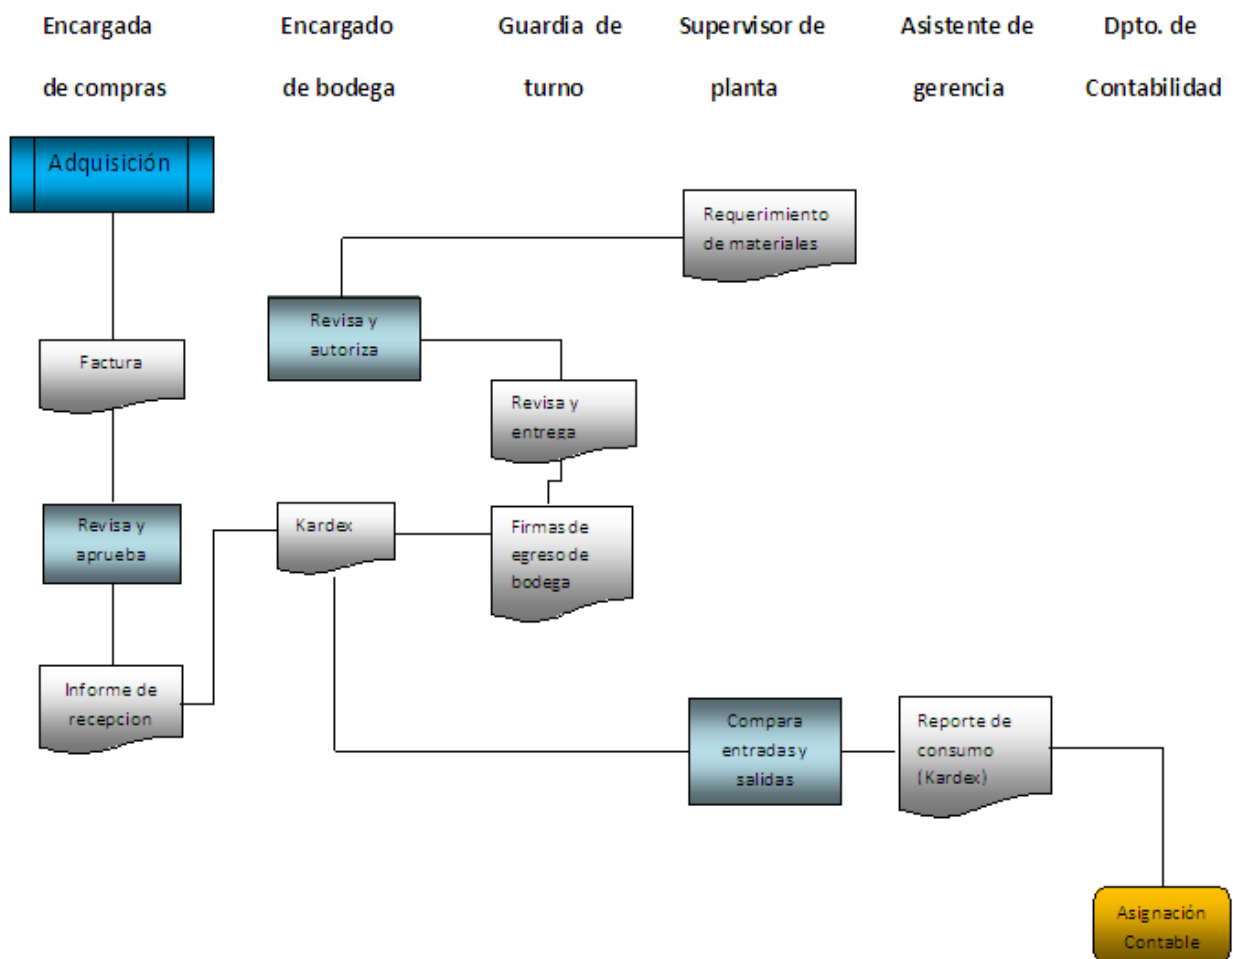 Encargada
de compras
Encargado
de bodega
Guardia de
turno
Supervisor de
planta
Asistente de
gerencia
Dpto. de
Contabilidad
Adquisición
Requerimiento
de materiales
Revisa y
autoriza
Factura
Revisa y
entrega
Revisa y
aprueba
Kardex
Firmas de
egreso de
bodega
Informe de
recepcion
Compara
entradas y
salidas
Reporte de
consumo
(Kardex)
Asignación
Contable